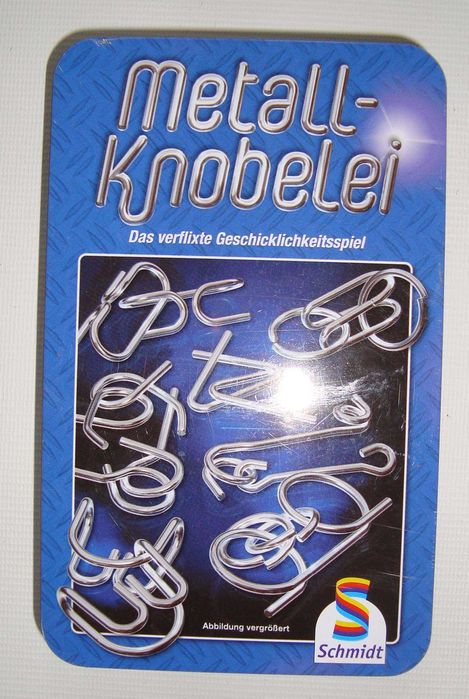 Metall-
Knobelei
Das verflixte Geschicklichkeitsspiel
Abbildung vergrößert
Schmidt